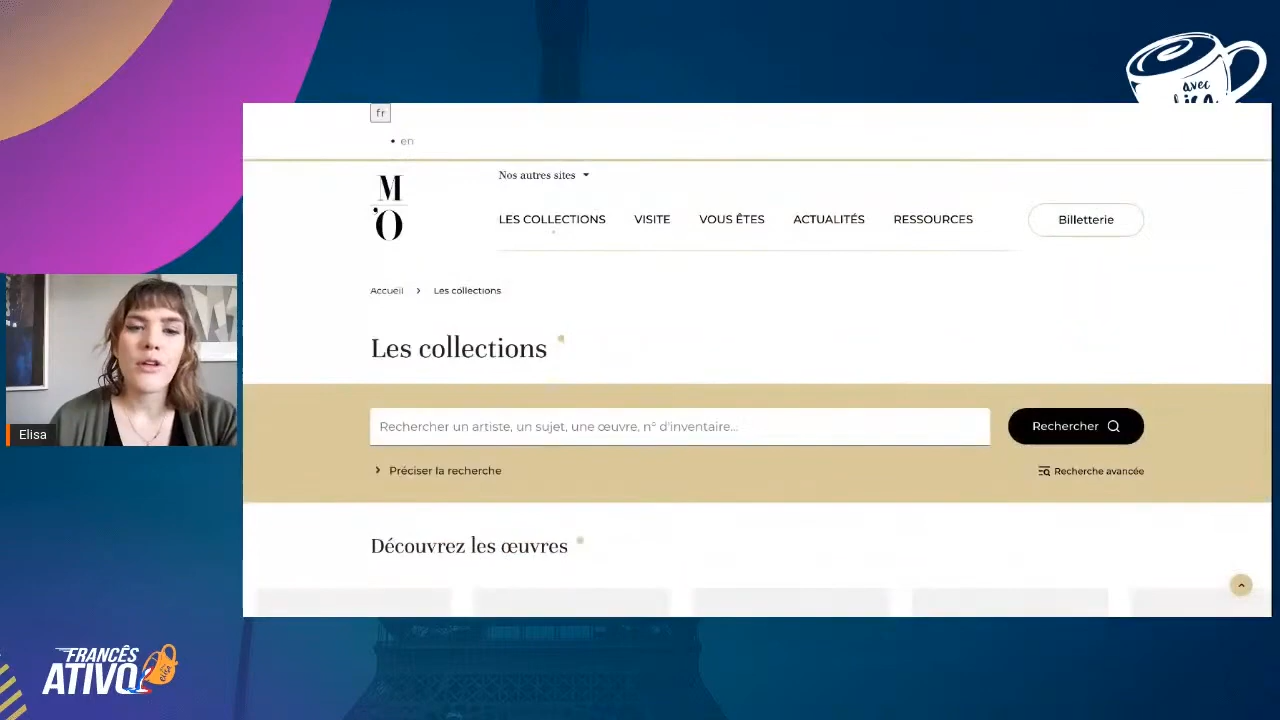 avec
fr
en
M
O
Nos autres sites
LES COLLECTIONS VISITE VOUS ÊTES ACTUALITÉS RESSOURCES
Billetterie
Accueil > Les collections
Les collections
Rechercher un artiste, un sujet, une œuvre, n° d'inventaire...
Rechercher
Préciser la recherche
Recherche avancée
Découvrez les œuvres
Elisa
FRANCÊS
ATIVO